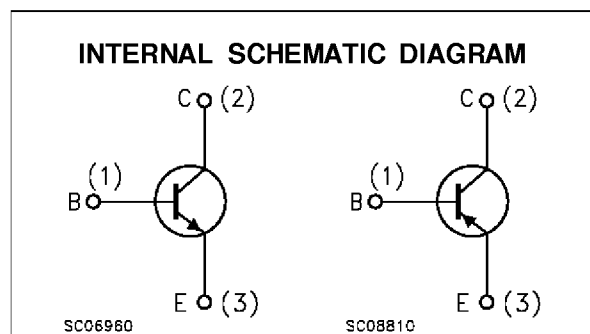 INTERNAL SCHEMATIC DIAGRAM
C (2) C (2)
(1) (1)
B B
E (3) E (3)
SC06960 SC08810